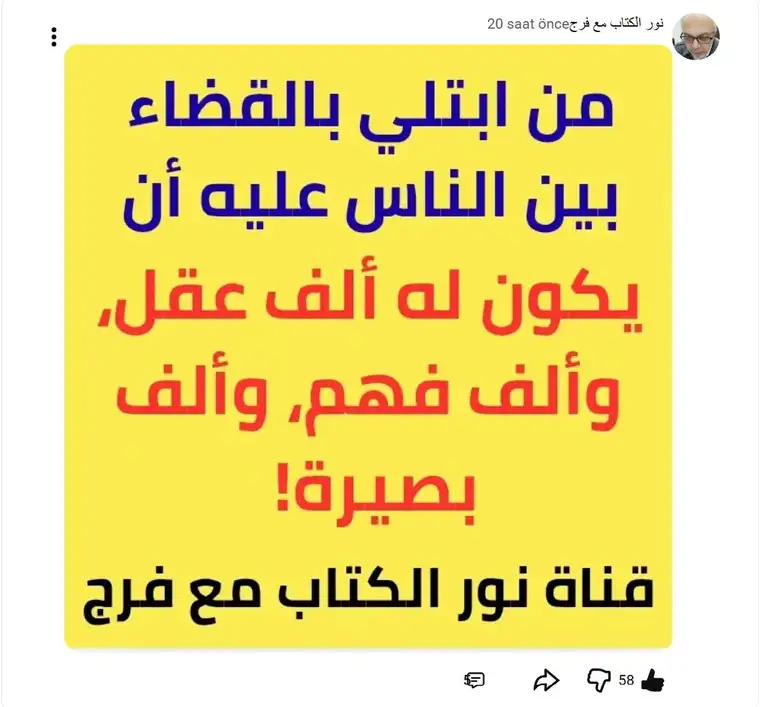 نور الكتاب مع فرج 20 saat önce
من ابتلي بالقضاء
بين الناس عليه أن
يكون له ألف عقل،
وألف فهم، وألف
بصيرة!
قناة نور الكتاب مع فرج
58
5